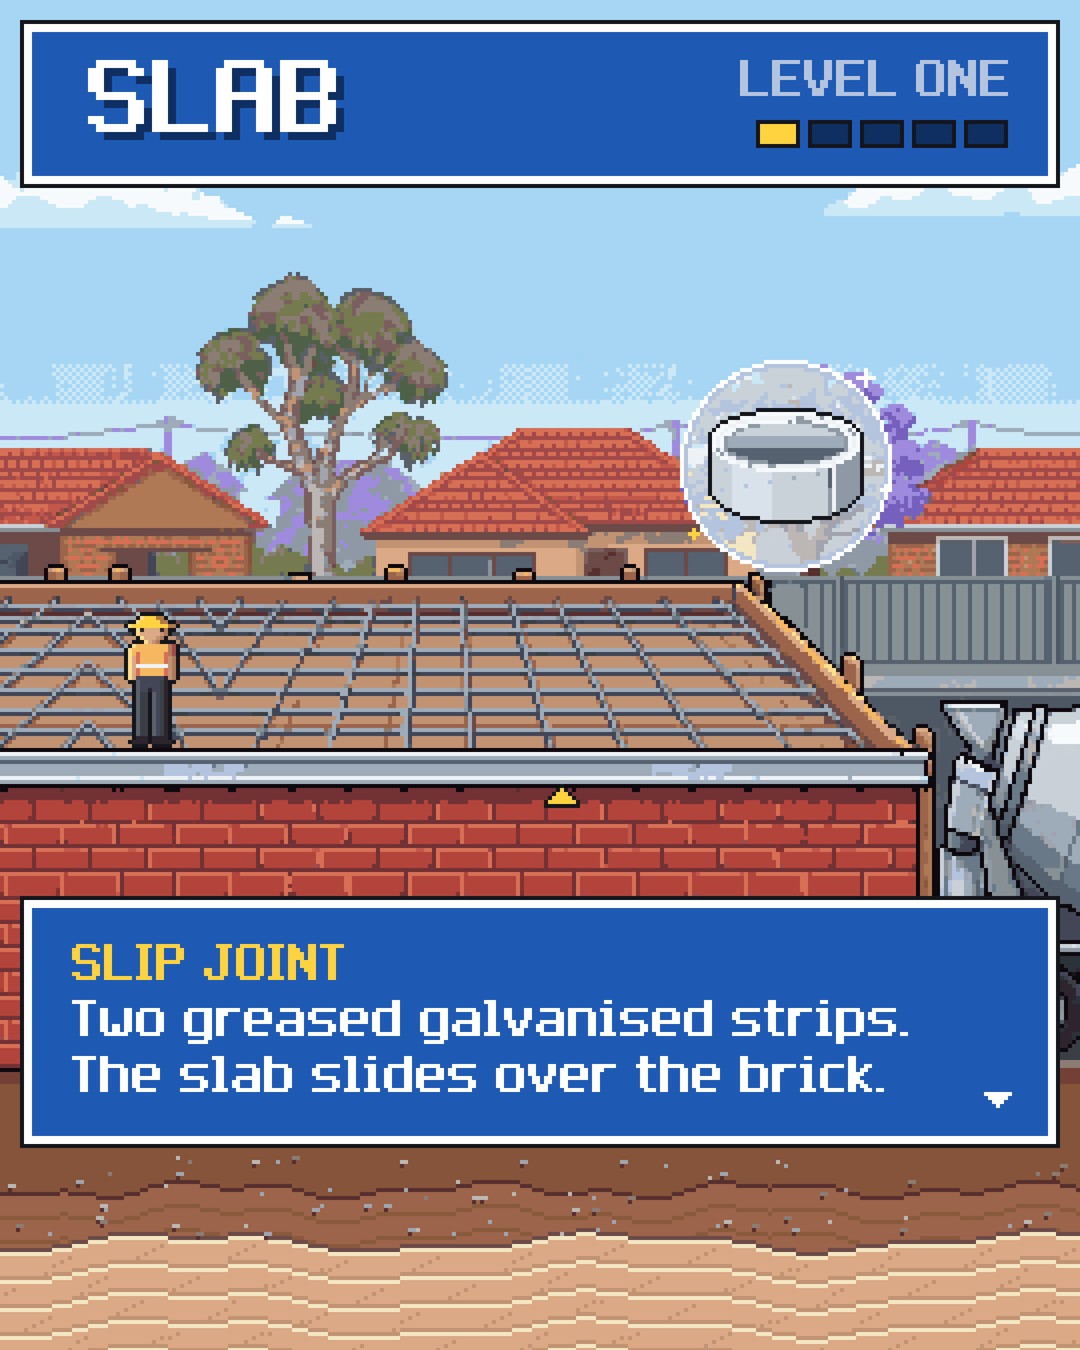 SLAB
LEVEL ONE
SLIP JOINT
Two greased galvanised strips.
The slab slides over the brick.